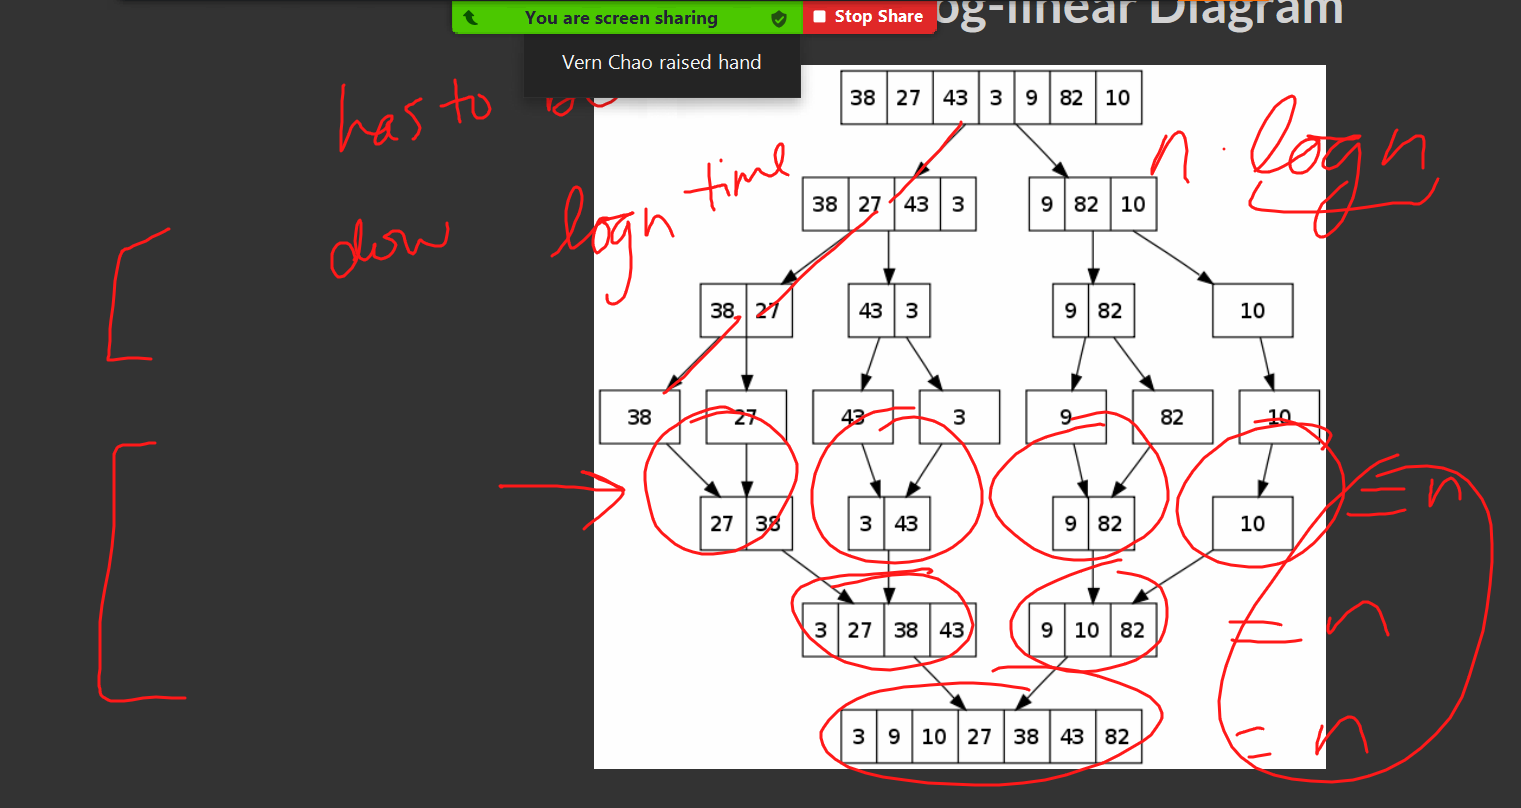 You are screen sharing Stop Share
og-linear Diagram
Vern Chao raised hand
has to be
38 27 43 3 9 82 10
n · logn
time
38 27 43 3 9 82 10
down logn
38 27 43 3 9 82 10
38 27 43 3 9 82 10
= n
27 38 3 43 9 82 10
3 27 38 43 9 10 82
= n
3 9 10 27 38 43 82
= n